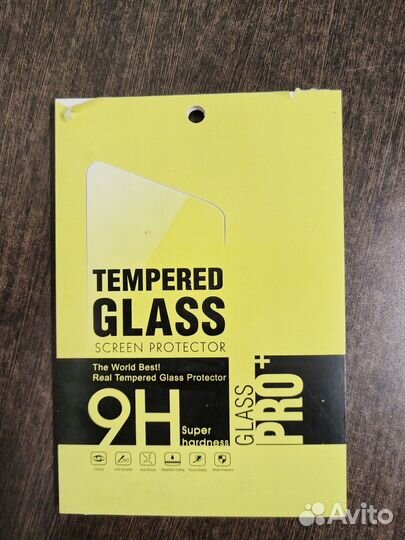 TEMPERED
GLASS
SCREEN PROTECTOR
The World Best!
Real Tempered Glass Protector
9H
Super
hardness
GLASS
PRO+
Avito